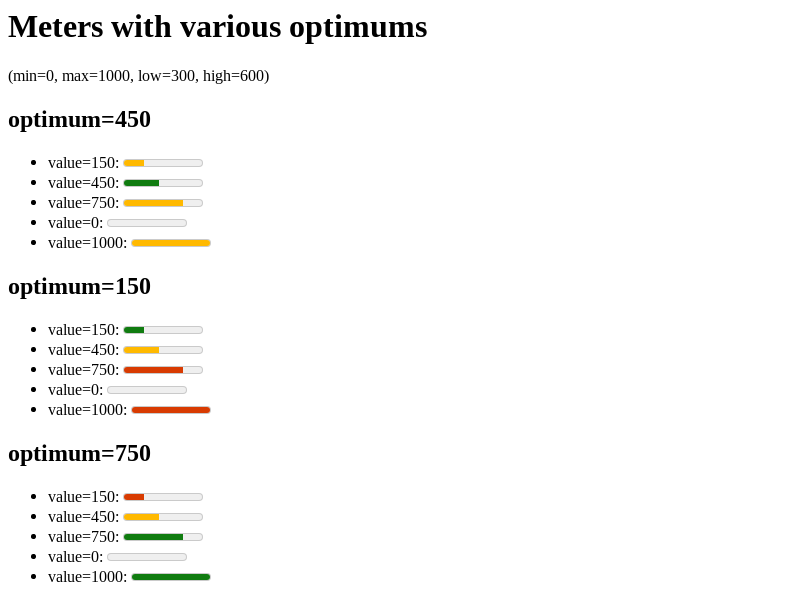 Meters with various optimums
(min=0, max=1000, low=300, high=600)
optimum=450
value=150:
value=450:
value=750:
value=0:
value=1000:
optimum=150
value=150:
value=450:
value=750:
value=0:
value=1000:
optimum=750
value=150:
value=450:
value=750:
value=0:
value=1000: